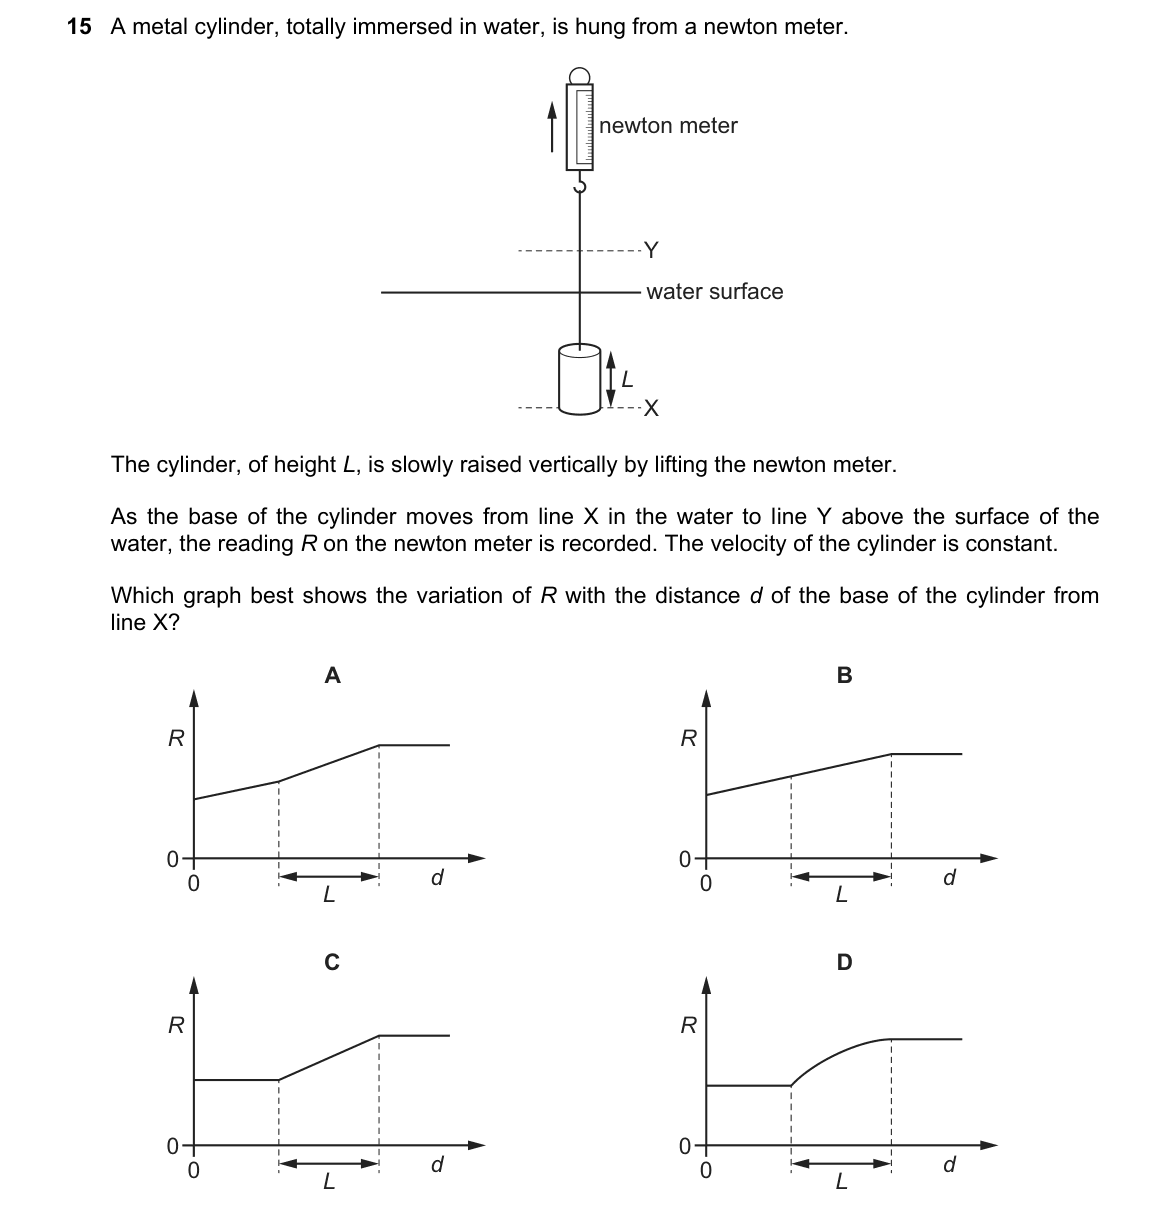 15 A metal cylinder, totally immersed in water, is hung from a newton meter.
newton meter
Y
water surface
L
X
The cylinder, of height L, is slowly raised vertically by lifting the newton meter.
As the base of the cylinder moves from line X in the water to line Y above the surface of the
water, the reading R on the newton meter is recorded. The velocity of the cylinder is constant.
Which graph best shows the variation of R with the distance d of the base of the cylinder from
line X?
A
R
0
0
L
d
B
R
0
0
L
d
C
R
0
0
L
d
D
R
0
0
L
d